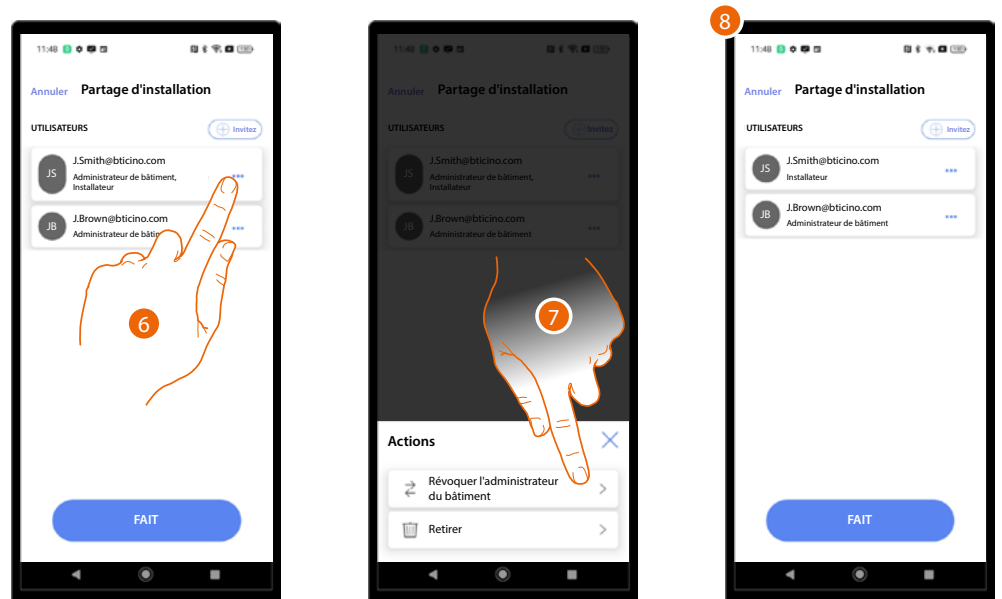 11:48
Annuler Partage d'installation
UTILISATEURS
Invitez
JS
J.Smith@bticino.com
Administrateur de bâtiment,
Installateur
JB
J.Brown@bticino.com
Administrateur de bâtim
6
FAIT
11:48
Annuler Partage d'installation
UTILISATEURS
Invitez
JS
J.Smith@bticino.com
Administrateur de bâtiment,
Installateur
JB
J.Brown@bticino.com
Administrateur de bâtiment
7
Actions
Révoquer l'administrateur
du bâtiment
Retirer
8
11:48
Annuler Partage d'installation
UTILISATEURS
Invitez
JS
J.Smith@bticino.com
Installateur
JB
J.Brown@bticino.com
Administrateur de bâtiment
FAIT